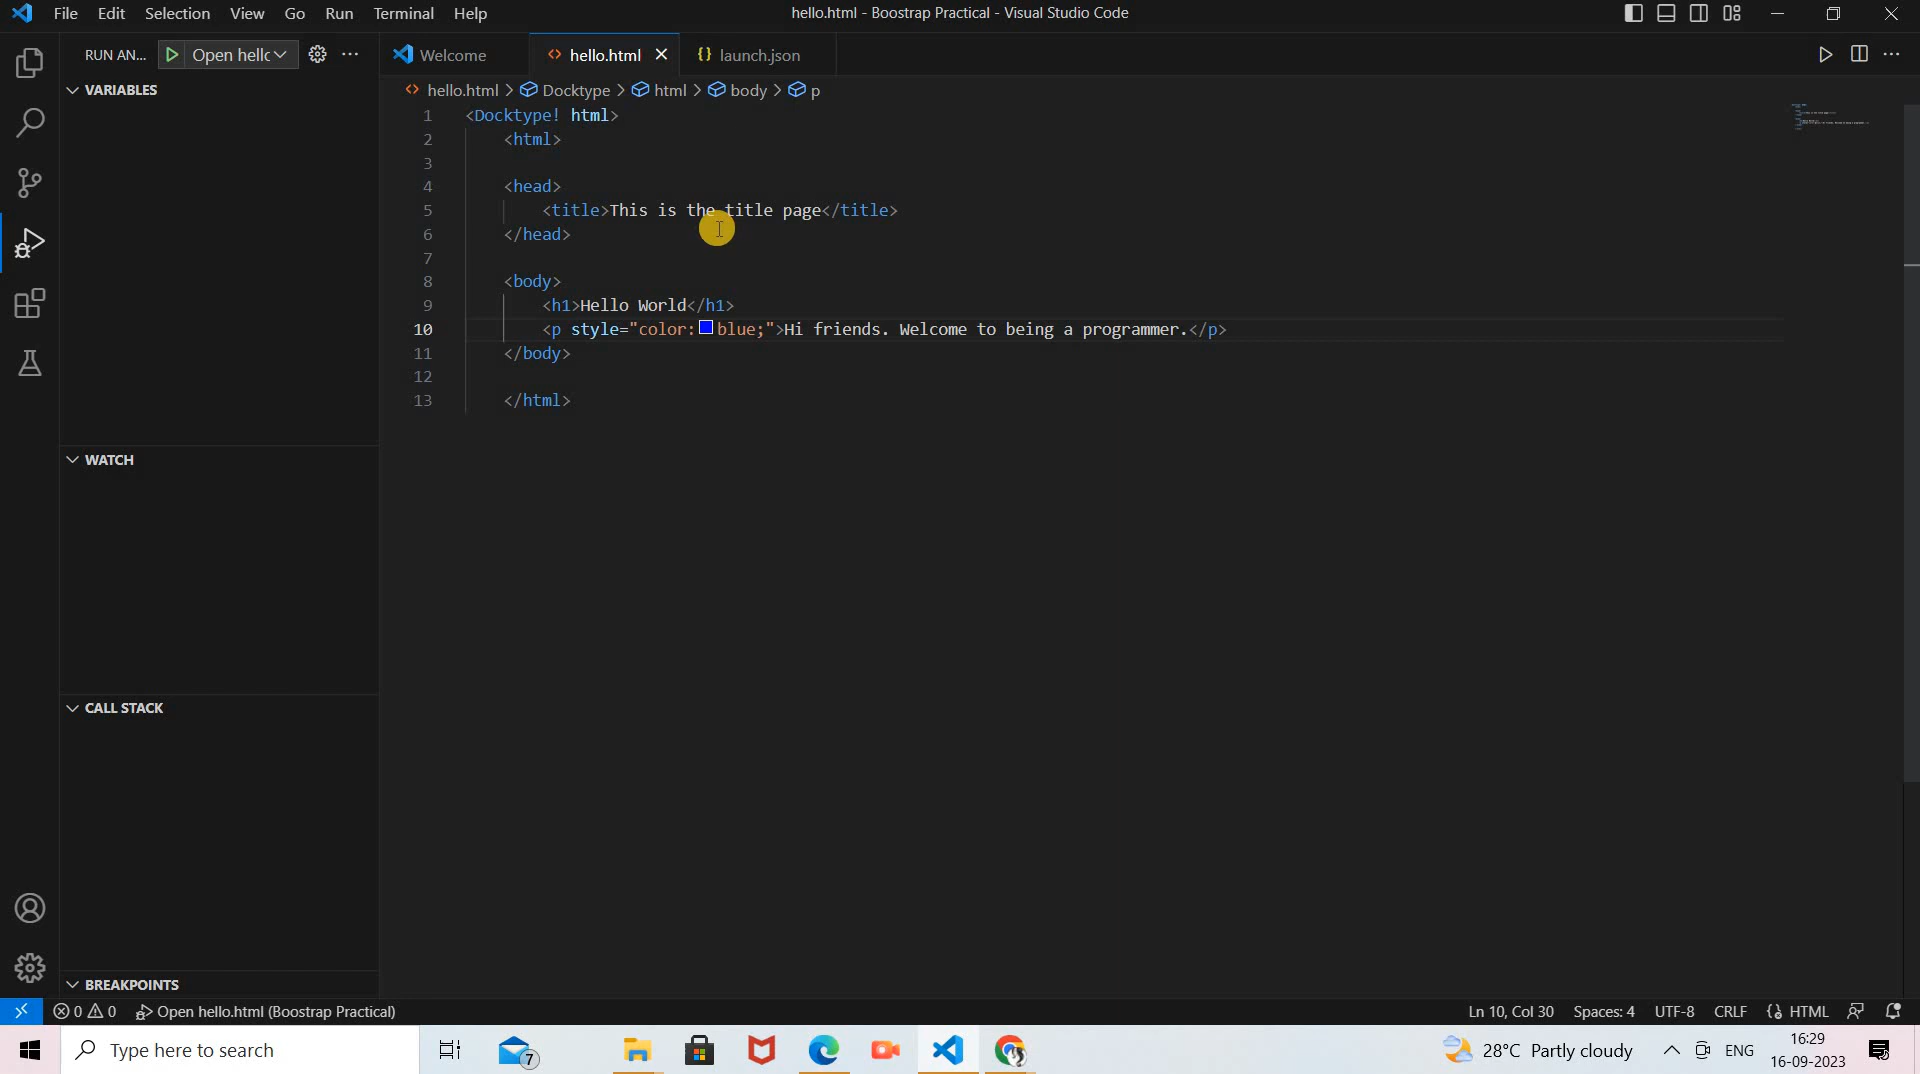 File Edit Selection View Go Run Terminal Help
hello.html - Boostrap Practical - Visual Studio Code
RUN AN... Open hellc
Welcome
hello.html
{} launch.json
VARIABLES
<> hello.html > Docktype > html > body > p
1 <Docktype! html>
2 <html>
3
4 <head>
5 <title>This is the title page</title>
6 </head>
7
8 <body>
9 <h1>Hello World</h1>
10 <p style="color:blue;">Hi friends. Welcome to being a programmer.</p>
11 </body>
12
13 </html>
WATCH
CALL STACK
BREAKPOINTS
0 0 Open hello.html (Boostrap Practical)
Ln 10, Col 30 Spaces: 4 UTF-8 CRLF {} HTML
Type here to search
7
28°C Partly cloudy
ENG
16:29
16-09-2023